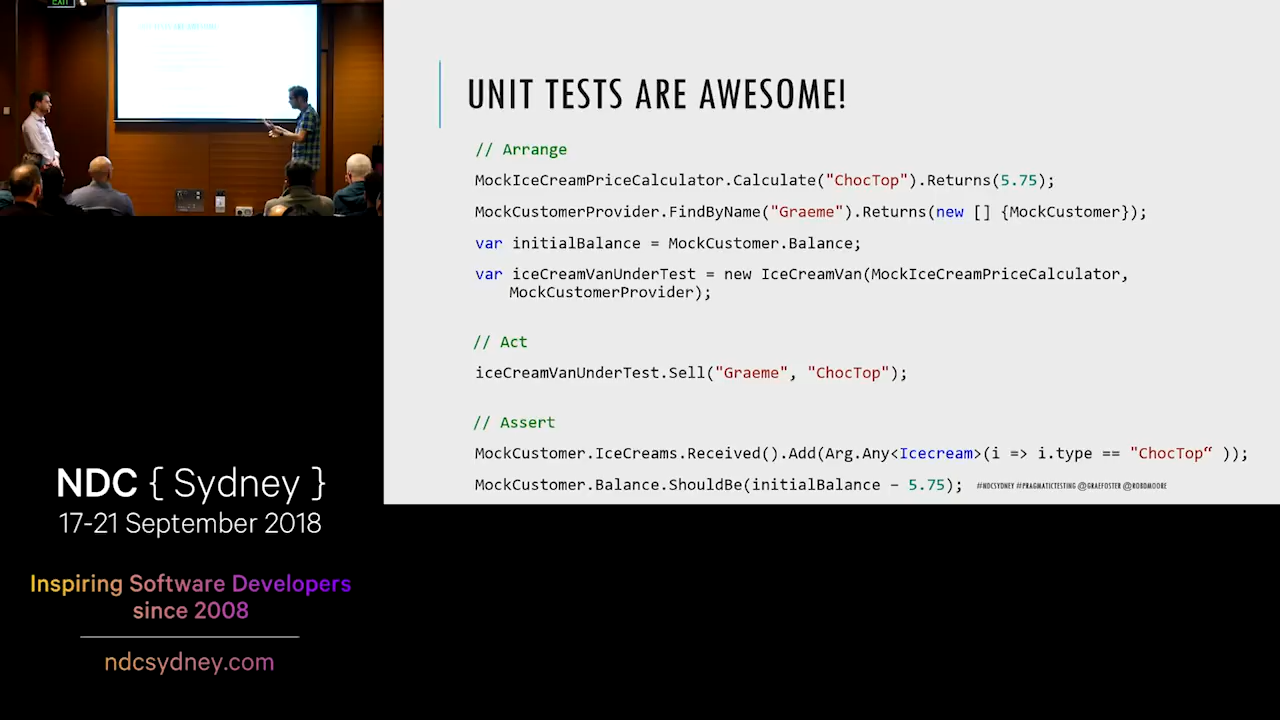 EXIT
UNIT TESTS ARE AWESOME!
// Arrange
MockIceCreamPriceCalculator.Calculate("ChocTop").Returns(5.75);
MockCustomerProvider.FindByName("Graeme").Returns(new [] {MockCustomer});
var initialBalance = MockCustomer.Balance;
var iceCreamVanUnderTest = new IceCreamVan(MockIceCreamPriceCalculator,
MockCustomerProvider);
// Act
iceCreamVanUnderTest.Sell("Graeme", "ChocTop");
// Assert
MockCustomer.IceCreams.Received().Add(Arg.Any<Icecream>(i => i.type == "ChocTop“ ));
MockCustomer.Balance.ShouldBe(initialBalance – 5.75);
#NDCSYDNEY #PRAGMATICTESTING @GRAEFOSTER @ROBDMOORE
NDC { Sydney }
17-21 September 2018
Inspiring Software Developers
since 2008
ndcsydney.com